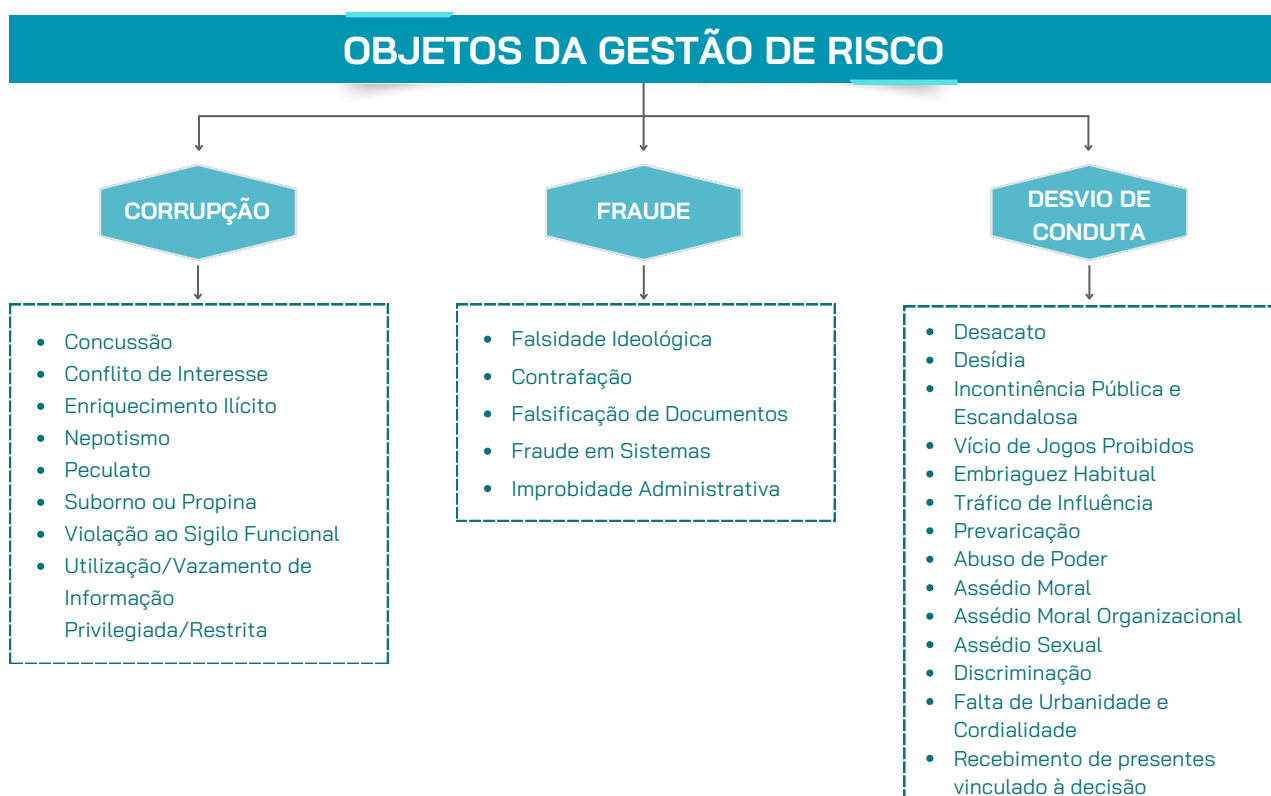 OBJETOS DA GESTÃO DE RISCO
CORRUPÇÃO
• Concussão
• Conflito de Interesse
• Enriquecimento Ilícito
• Nepotismo
• Peculato
• Suborno ou Propina
• Violação ao Sigilo Funcional
• Utilização/Vazamento de
Informação
Privilegiada/Restrita
FRAUDE
• Falsidade Ideológica
• Contrafação
• Falsificação de Documentos
• Fraude em Sistemas
• Improbidade Administrativa
DESVIO DE
CONDUTA
• Desacato
• Desídia
• Incontinência Pública e
Escandalosa
• Vício de Jogos Proibidos
• Embriaguez Habitual
• Tráfico de Influência
• Prevaricação
• Abuso de Poder
• Assédio Moral
• Assédio Moral Organizacional
• Assédio Sexual
• Discriminação
• Falta de Urbanidade e
Cordialidade
• Recebimento de presentes
vinculado à decisão